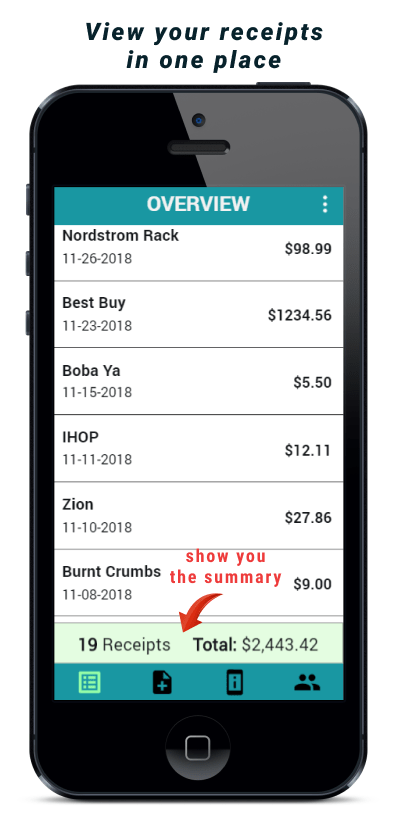 View your receipts
in one place
OVERVIEW
Nordstrom Rack
11-26-2018
$98.99
Best Buy
11-23-2018
$1234.56
Boba Ya
11-15-2018
$5.50
IHOP
11-11-2018
$12.11
Zion
11-10-2018
$27.86
show you
the summary
Burnt Crumbs
11-08-2018
$9.00
19 Receipts Total: $2,443.42